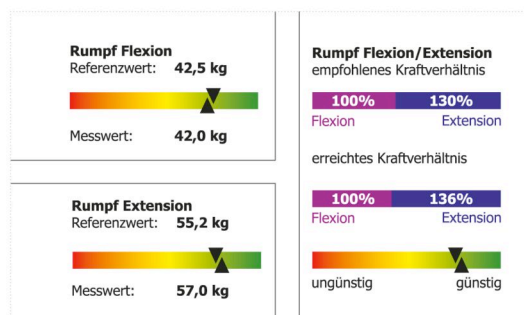 Rumpf Flexion
Referenzwert: 42,5 kg
Messwert: 42,0 kg
Rumpf Extension
Referenzwert: 55,2 kg
Messwert: 57,0 kg
Rumpf Flexion/Extension
empfohlenes Kraftverhältnis
100% 130%
Flexion Extension
erreichtes Kraftverhältnis
100% 136%
Flexion Extension
ungünstig günstig